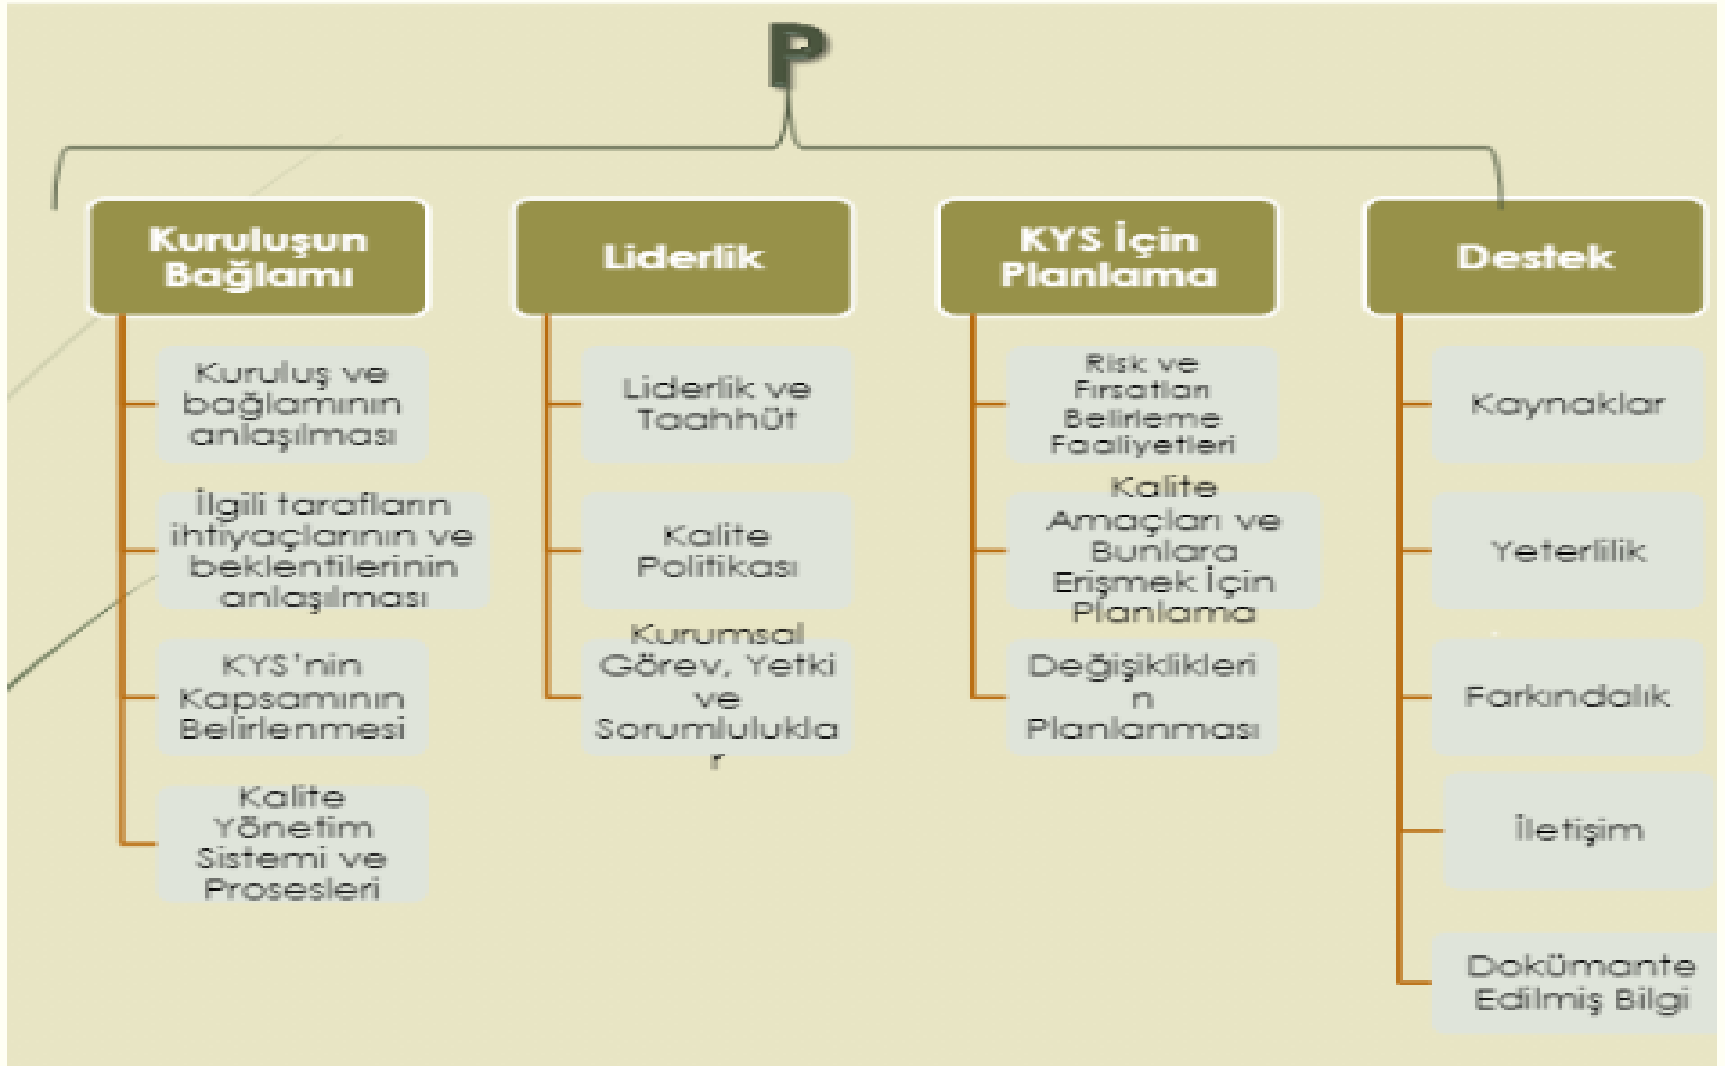 P
Kuruluşun
Bağlamı
Kuruluş ve
bağlamının
anlaşılması
İlgili tarafların
ihtiyaçlarının ve
beklentilerinin
anlaşılması
KYS'nin
Kapsamının
Belirlenmesi
Kalite
Yönetim
Sistemi ve
Prosesleri
Liderlik
Liderlik ve
Taahhüt
Kalite
Politikası
Kurumsal
Görev, Yetki
ve
Sorumlulukla
r
KYS İçin
Planlama
Risk ve
Fırsatları
Belirleme
Faaliyetleri
Kalite
Amaçları ve
Bunlara
Erişmek İçin
Planlama
Değişiklikleri
n
Planlanması
Destek
Kaynaklar
Yeterlilik
Farkındalık
İletişim
Dokümante
Edilmiş Bilgi